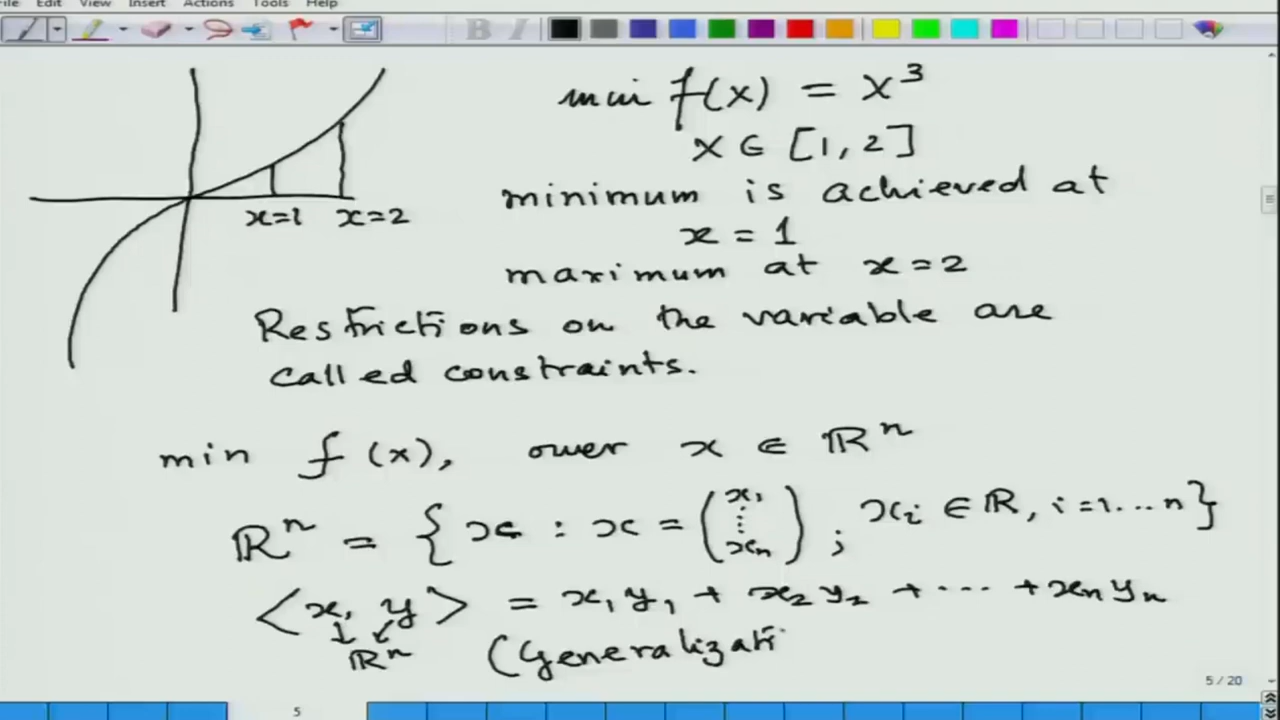 File Edit View Insert Actions Tools Help
B I
min f(x) = x³
x ∈ [1, 2]
minimum is achieved at
x = 1
maximum at x = 2
x=1 x=2
Restrictions on the variable are
called constraints.
min f(x), over x ∈ ℝⁿ
ℝⁿ = { x : x = (x₁ ⋮ xₙ) ; xᵢ ∈ ℝ, i=1...n }
⟨x, y⟩ = x₁y₁ + x₂y₂ + ... + xₙyₙ
↓ ↙
ℝⁿ (Generalizati
5 / 20
5